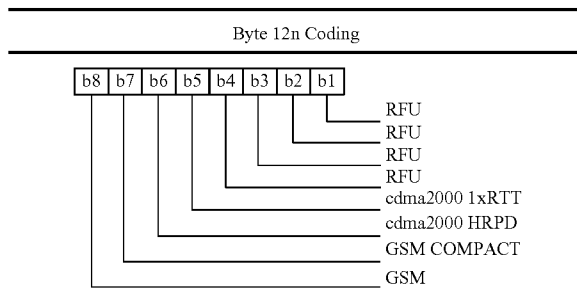 Byte 12n Coding
b8 b7 b6 b5 b4 b3 b2 b1
RFU
RFU
RFU
RFU
cdma2000 1xRTT
cdma2000 HRPD
GSM COMPACT
GSM